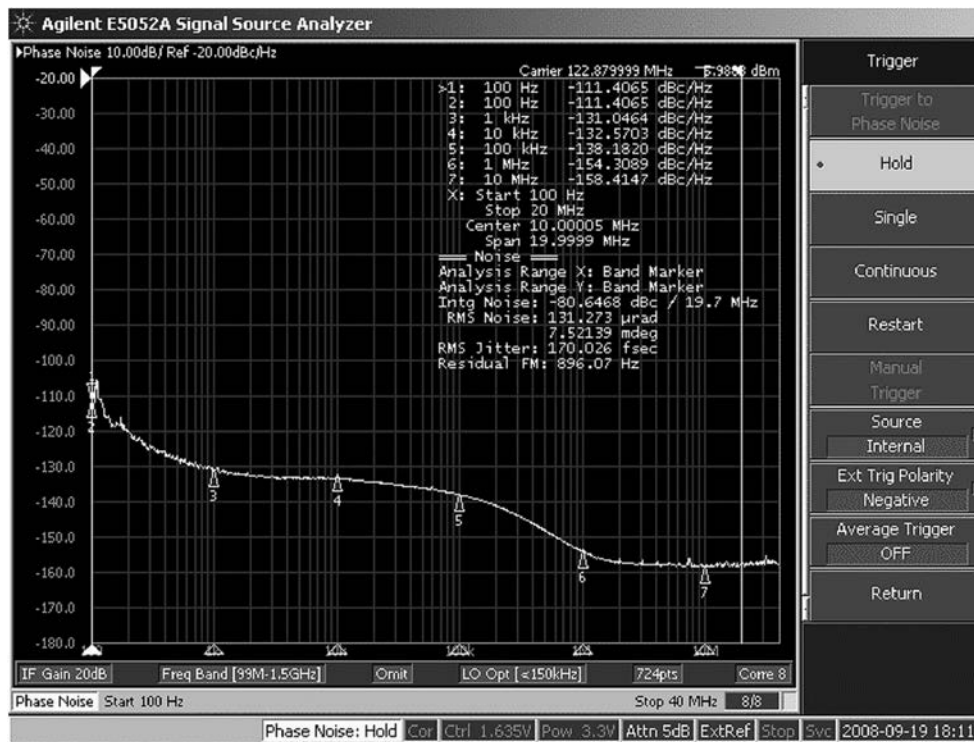 Agilent E5052A Signal Source Analyzer
Phase Noise 10.00dB/ Ref -20.00dBc/Hz
Carrier 122.879999 MHz dBm
-20.00
-30.00
-40.00
-50.00
-60.00
-70.00
-80.00
-90.00
-100.0
-110.0
-120.0
-130.0
-140.0
-150.0
-160.0
-170.0
-180.0
>1: 100 Hz -111.4065 dBc/Hz
2: 100 Hz -111.4065 dBc/Hz
3: 1 kHz -131.0464 dBc/Hz
4: 10 kHz -132.5703 dBc/Hz
5: 100 kHz -138.1820 dBc/Hz
6: 1 MHz -154.3089 dBc/Hz
7: 10 MHz -158.4147 dBc/Hz
X: Start 100 Hz
Stop 20 MHz
Center 10.00005 MHz
Span 19.9999 MHz
=== Noise ===
Analysis Range X: Band Marker
Analysis Range Y: Band Marker
Intg Noise: -80.6468 dBc / 19.7 MHz
RMS Noise: 131.273 µrad
7.52139 mdeg
RMS Jitter: 170.026 fsec
Residual FM: 896.07 Hz
2
3
4
5
6
7
IF Gain 20dB
Freq Band [99M-1.5GHz]
Omit
LO Opt [<150kHz]
724pts
Corre 8
Phase Noise Start 100 Hz
Stop 40 MHz
8/8
Phase Noise: Hold
Cor
Ctrl 1.635V
Pow 3.3V
Attn 5dB
ExtRef
Stop
Svc
2008-09-19 18:11
Trigger
Trigger to
Phase Noise
Hold
Single
Continuous
Restart
Manual
Trigger
Source
Internal
Ext Trig Polarity
Negative
Average Trigger
OFF
Return